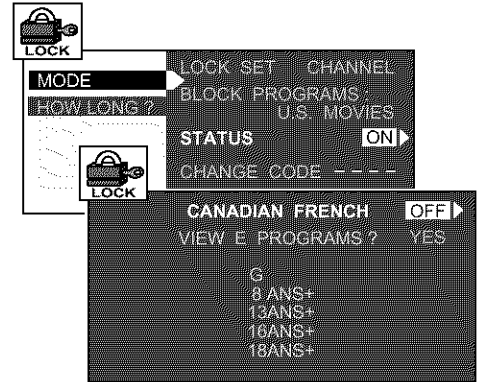 LOCK
MODE
HOW LONG ?
LOCK SET CHANNEL
BLOCK PROGRAMS :
U.S. MOVIES
STATUS ON
CHANGE CODE – – – –
LOCK
CANADIAN FRENCH OFF
VIEW E PROGRAMS ? YES
G
8 ANS+
13ANS+
16ANS+
18ANS+